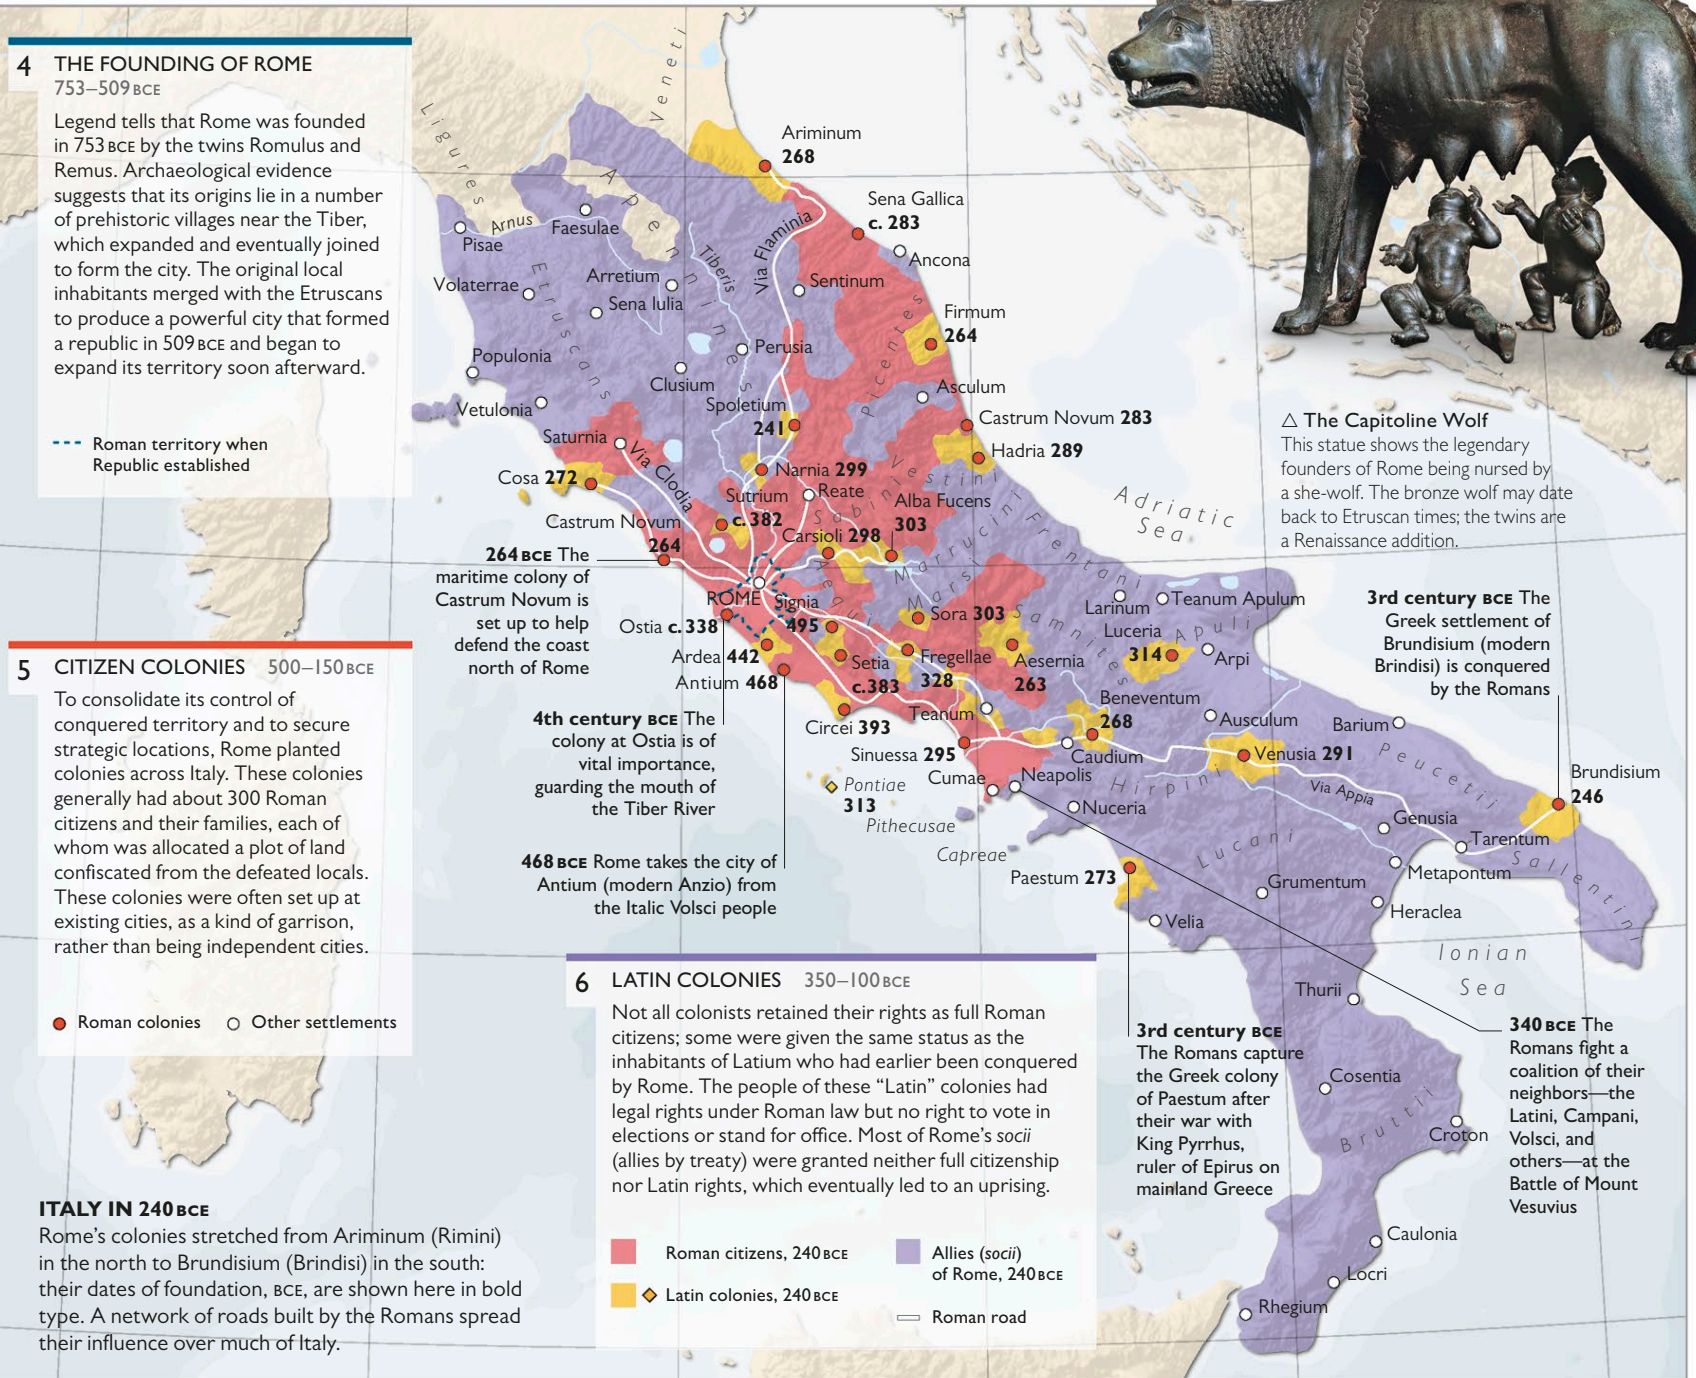 4 THE FOUNDING OF ROME
753–509 BCE
Legend tells that Rome was founded
in 753 BCE by the twins Romulus and
Remus. Archaeological evidence
suggests that its origins lie in a number
of prehistoric villages near the Tiber,
which expanded and eventually joined
to form the city. The original local
inhabitants merged with the Etruscans
to produce a powerful city that formed
a republic in 509 BCE and began to
expand its territory soon afterward.
Roman territory when
Republic established
5 CITIZEN COLONIES 500–150 BCE
To consolidate its control of
conquered territory and to secure
strategic locations, Rome planted
colonies across Italy. These colonies
generally had about 300 Roman
citizens and their families, each of
whom was allocated a plot of land
confiscated from the defeated locals.
These colonies were often set up at
existing cities, as a kind of garrison,
rather than being independent cities.
Roman colonies
Other settlements
ITALY IN 240 BCE
Rome's colonies stretched from Ariminum (Rimini)
in the north to Brundisium (Brindisi) in the south:
their dates of foundation, BCE, are shown here in bold
type. A network of roads built by the Romans spread
their influence over much of Italy.
Ligures
Veneti
Ariminum
268
Sena Gallica
c. 283
Ancona
Apennines
Arnus
Pisae
Faesulae
Tiberis
Via Flaminia
Volaterrae
Etruscans
Arretium
Sena Iulia
Sentinum
Picentes
Firmum
264
Populonia
Perusia
Clusium
Asculum
Vetulonia
Spoletium
241
Castrum Novum 283
Hadria 289
Saturnia
Via Clodia
Cosa 272
Narnia 299
Reate
Vestini
Sabini
Sutrium
c. 382
Alba Fucens
303
Carsioli 298
Castrum Novum
264
Marrucini
Frentani
Adriatic
Sea
264 BCE The
maritime colony of
Castrum Novum is
set up to help
defend the coast
north of Rome
ROME
Signia
495
Aequi
Marsi
Sora 303
Samnites
Larinum
Teanum Apulum
Luceria
314
Apuli
Arpi
Ostia c. 338
Ardea 442
Antium 468
Setia
c. 383
Fregellae
328
Aesernia
263
Circei 393
Teanum
Beneventum
268
Ausculum
Barium
Sinuessa 295
Caudium
Venusia 291
Peucetii
Cumae
Neapolis
Hirpini
Via Appia
Brundisium
246
Pontiae
313
Pithecusae
Nuceria
Genusia
Tarentum
Capreae
Lucani
Metapontum
Sallentini
Paestum 273
Grumentum
Heraclea
Velia
Ionian
Sea
Thurii
Cosentia
Bruttii
Croton
Caulonia
Locri
Rhegium
4th century BCE The
colony at Ostia is of
vital importance,
guarding the mouth of
the Tiber River
468 BCE Rome takes the city of
Antium (modern Anzio) from
the Italic Volsci people
6 LATIN COLONIES 350–100 BCE
Not all colonists retained their rights as full Roman
citizens; some were given the same status as the
inhabitants of Latium who had earlier been conquered
by Rome. The people of these “Latin” colonies had
legal rights under Roman law but no right to vote in
elections or stand for office. Most of Rome's socii
(allies by treaty) were granted neither full citizenship
nor Latin rights, which eventually led to an uprising.
Roman citizens, 240 BCE
Latin colonies, 240 BCE
Allies (socii)
of Rome, 240 BCE
Roman road
△ The Capitoline Wolf
This statue shows the legendary
founders of Rome being nursed by
a she-wolf. The bronze wolf may date
back to Etruscan times; the twins are
a Renaissance addition.
3rd century BCE The
Greek settlement of
Brundisium (modern
Brindisi) is conquered
by the Romans
3rd century BCE
The Romans capture
the Greek colony
of Paestum after
their war with
King Pyrrhus,
ruler of Epirus on
mainland Greece
340 BCE The
Romans fight a
coalition of their
neighbors—the
Latini, Campani,
Volsci, and
others—at the
Battle of Mount
Vesuvius